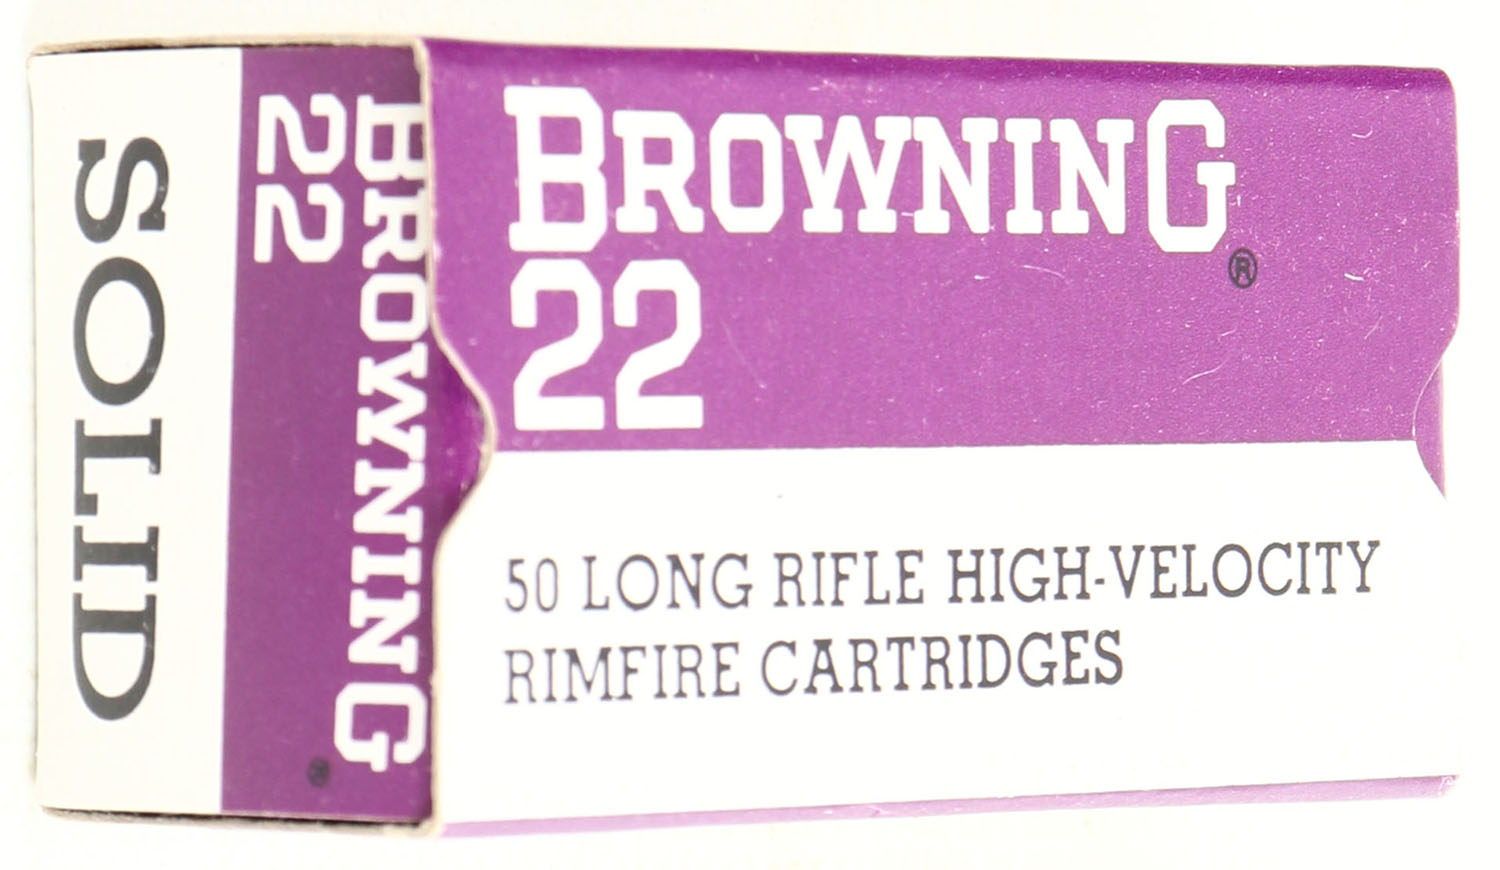 BROWNING®
22
50 LONG RIFLE HIGH-VELOCITY
RIMFIRE CARTRIDGES
BROWNING®
22
SOLID